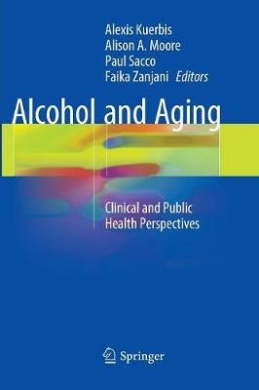 Alexis Kuerbis
Alison A. Moore
Paul Sacco
Faika Zanjani Editors
Alcohol and Aging
Clinical and Public
Health Perspectives
Springer